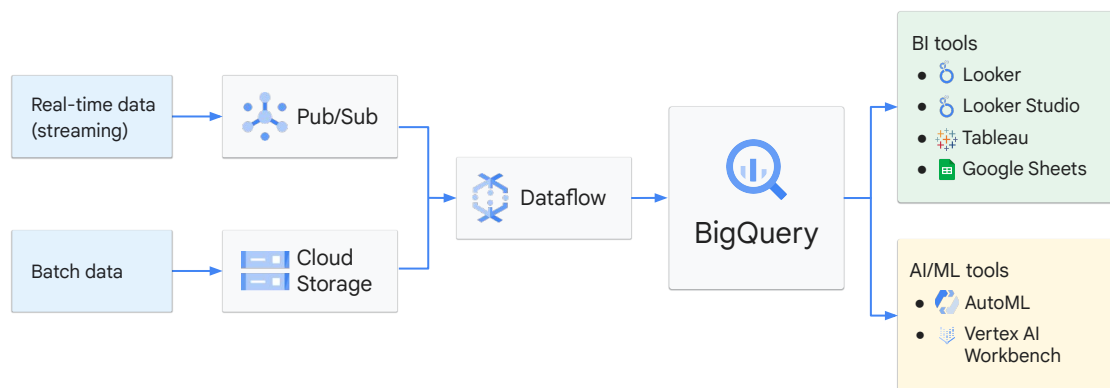 Real-time data
(streaming)
Pub/Sub
Batch data
Cloud
Storage
Dataflow
BigQuery
BI tools
Looker
Looker Studio
Tableau
Google Sheets
AI/ML tools
AutoML
Vertex AI
Workbench